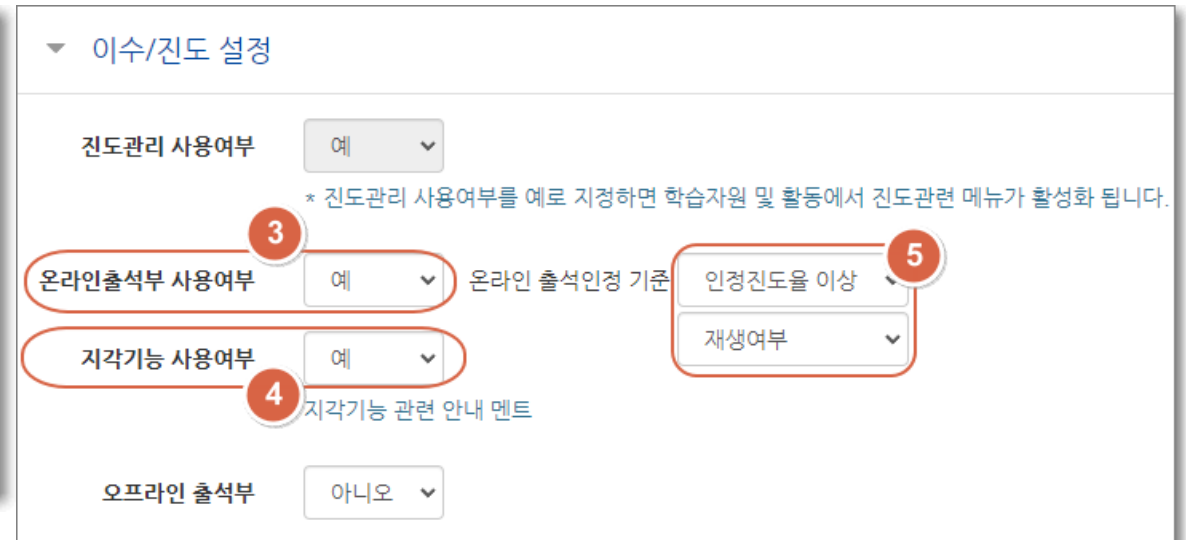 이수/진도 설정
진도관리 사용여부 예
* 진도관리 사용여부를 예로 지정하면 학습자원 및 활동에서 진도관련 메뉴가 활성화 됩니다.
3
5
온라인출석부 사용여부 예 온라인 출석인정 기준 인정진도율 이상
재생여부
지각기능 사용여부 예
4
지각기능 관련 안내 멘트
오프라인 출석부 아니오